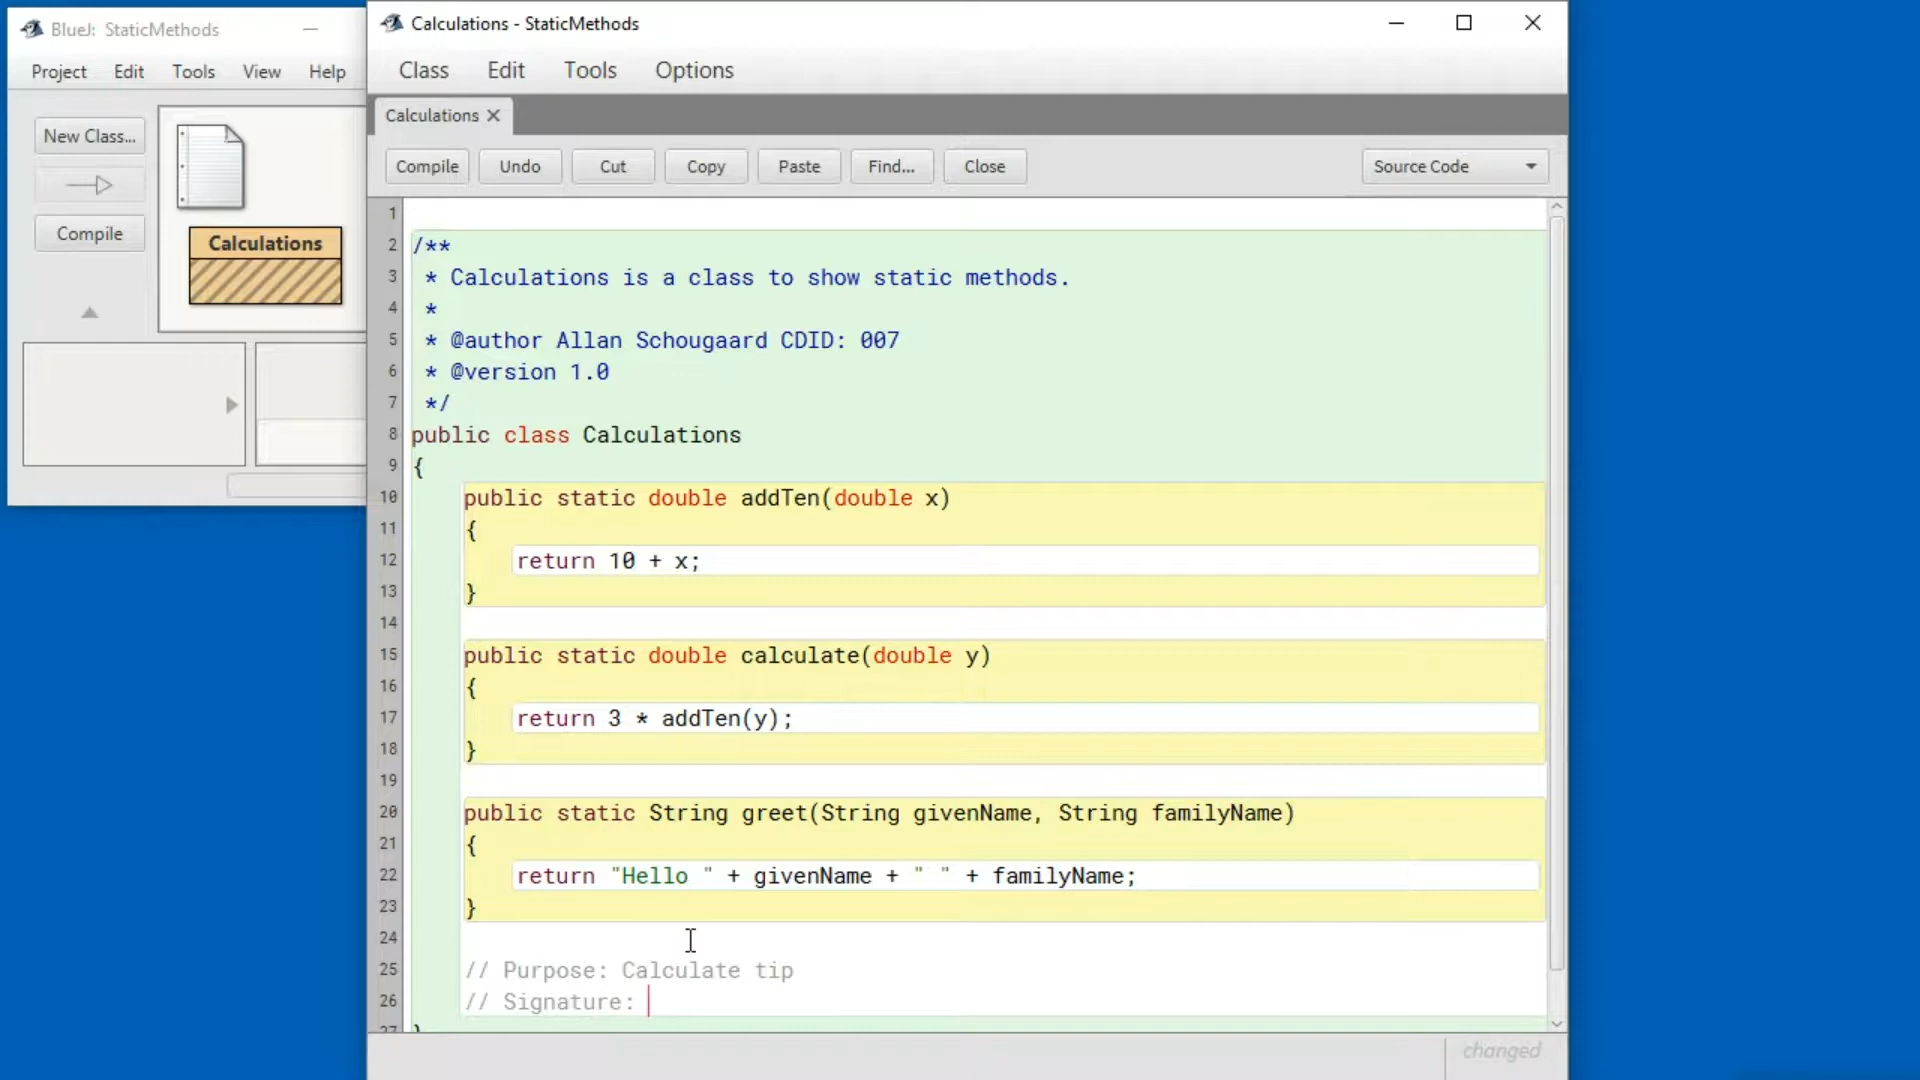 BlueJ: StaticMethods
Project Edit Tools View Help
New Class...
Compile
Calculations
Calculations - StaticMethods
Class Edit Tools Options
Calculations
Compile Undo Cut Copy Paste Find... Close Source Code
1
2 /**
3 * Calculations is a class to show static methods.
4 *
5 * @author Allan Schougaard CDID: 007
6 * @version 1.0
7 */
8 public class Calculations
9 {
10 public static double addTen(double x)
11 {
12 return 10 + x;
13 }
14
15 public static double calculate(double y)
16 {
17 return 3 * addTen(y);
18 }
19
20 public static String greet(String givenName, String familyName)
21 {
22 return "Hello " + givenName + " " + familyName;
23 }
24
25 // Purpose: Calculate tip
26 // Signature:
27 }
changed